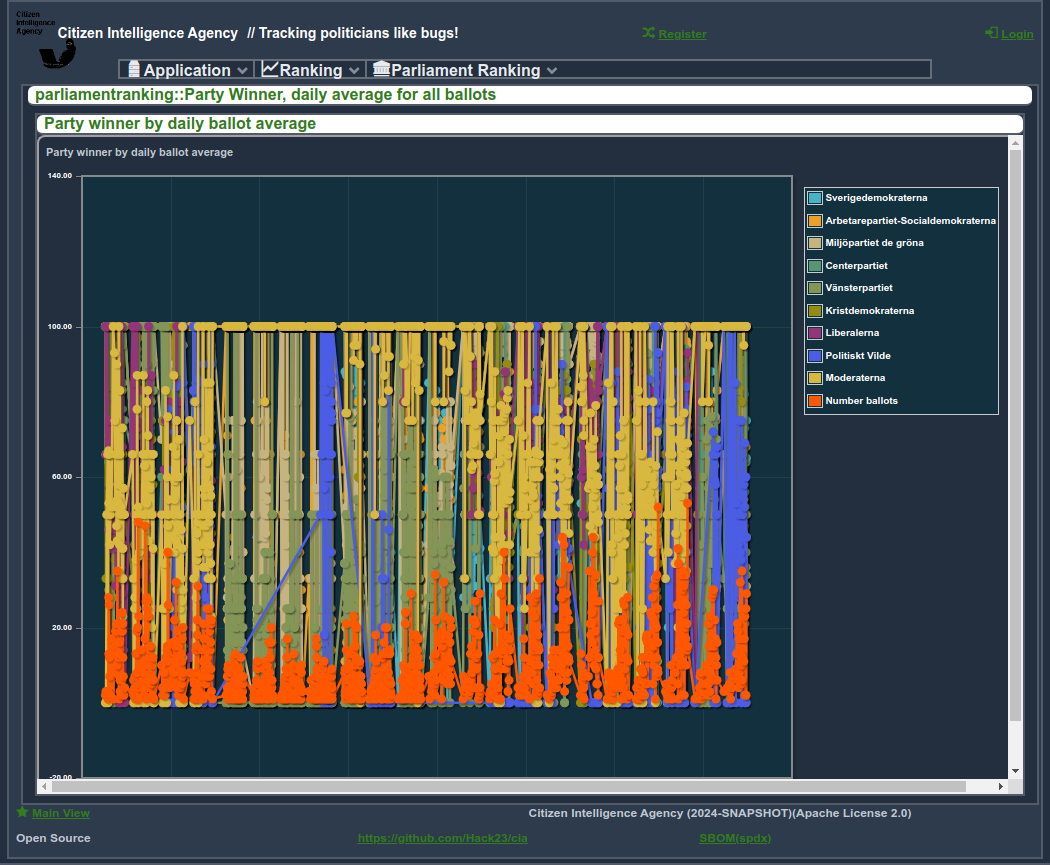 Citizen
Intelligence
Agency
Citizen Intelligence Agency // Tracking politicians like bugs!
Register
Login
Application
Ranking
Parliament Ranking
parliamentranking::Party Winner, daily average for all ballots
Party winner by daily ballot average
Party winner by daily ballot average
140.00
100.00
60.00
20.00
-20.00
Sverigedemokraterna
Arbetarepartiet-Socialdemokraterna
Miljöpartiet de gröna
Centerpartiet
Vänsterpartiet
Kristdemokraterna
Liberalerna
Politiskt Vilde
Moderaterna
Number ballots
Main View
Citizen Intelligence Agency (2024-SNAPSHOT)(Apache License 2.0)
Open Source
https://github.com/Hack23/cia
SBOM(spdx)